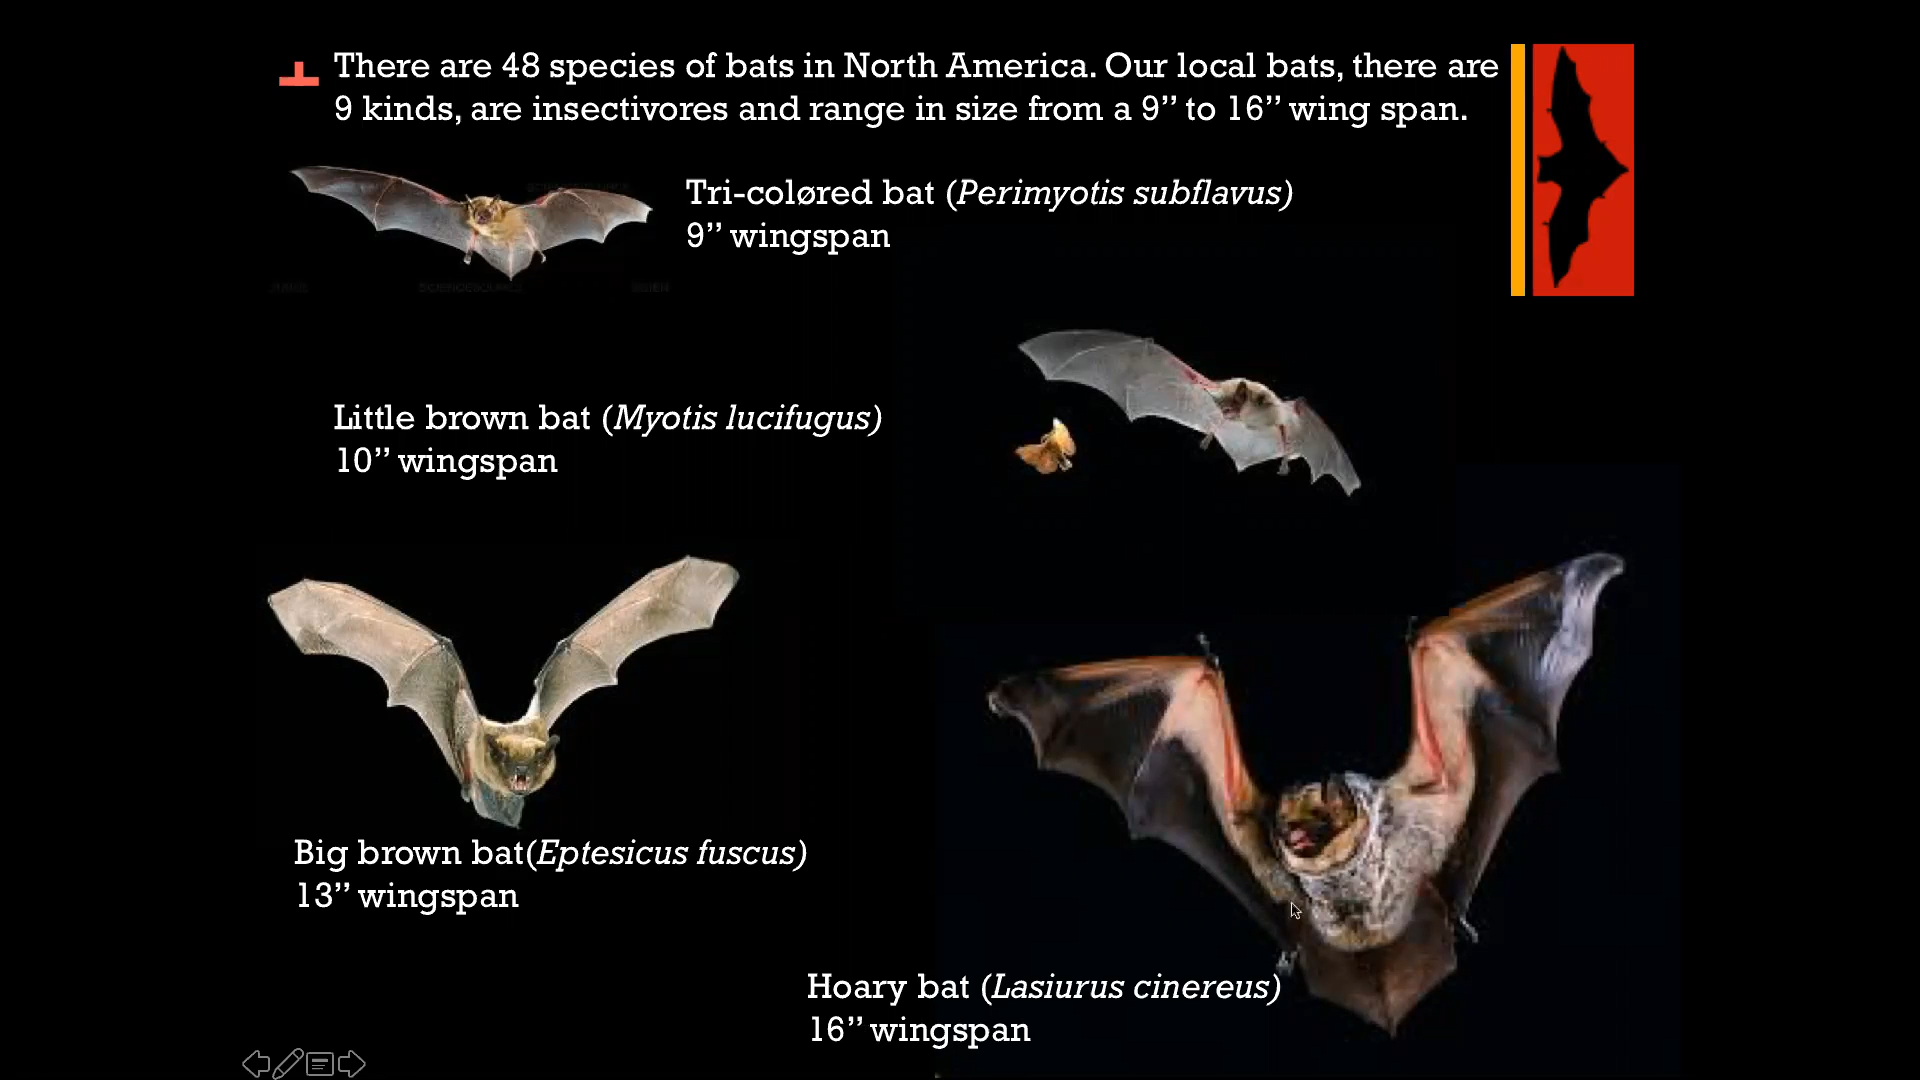 There are 48 species of bats in North America. Our local bats, there are
9 kinds, are insectivores and range in size from a 9” to 16” wing span.
Tri-coløred bat (Perimyotis subflavus)
9” wingspan
Little brown bat (Myotis lucifugus)
10” wingspan
Big brown bat(Eptesicus fuscus)
13” wingspan
Hoary bat (Lasiurus cinereus)
16” wingspan